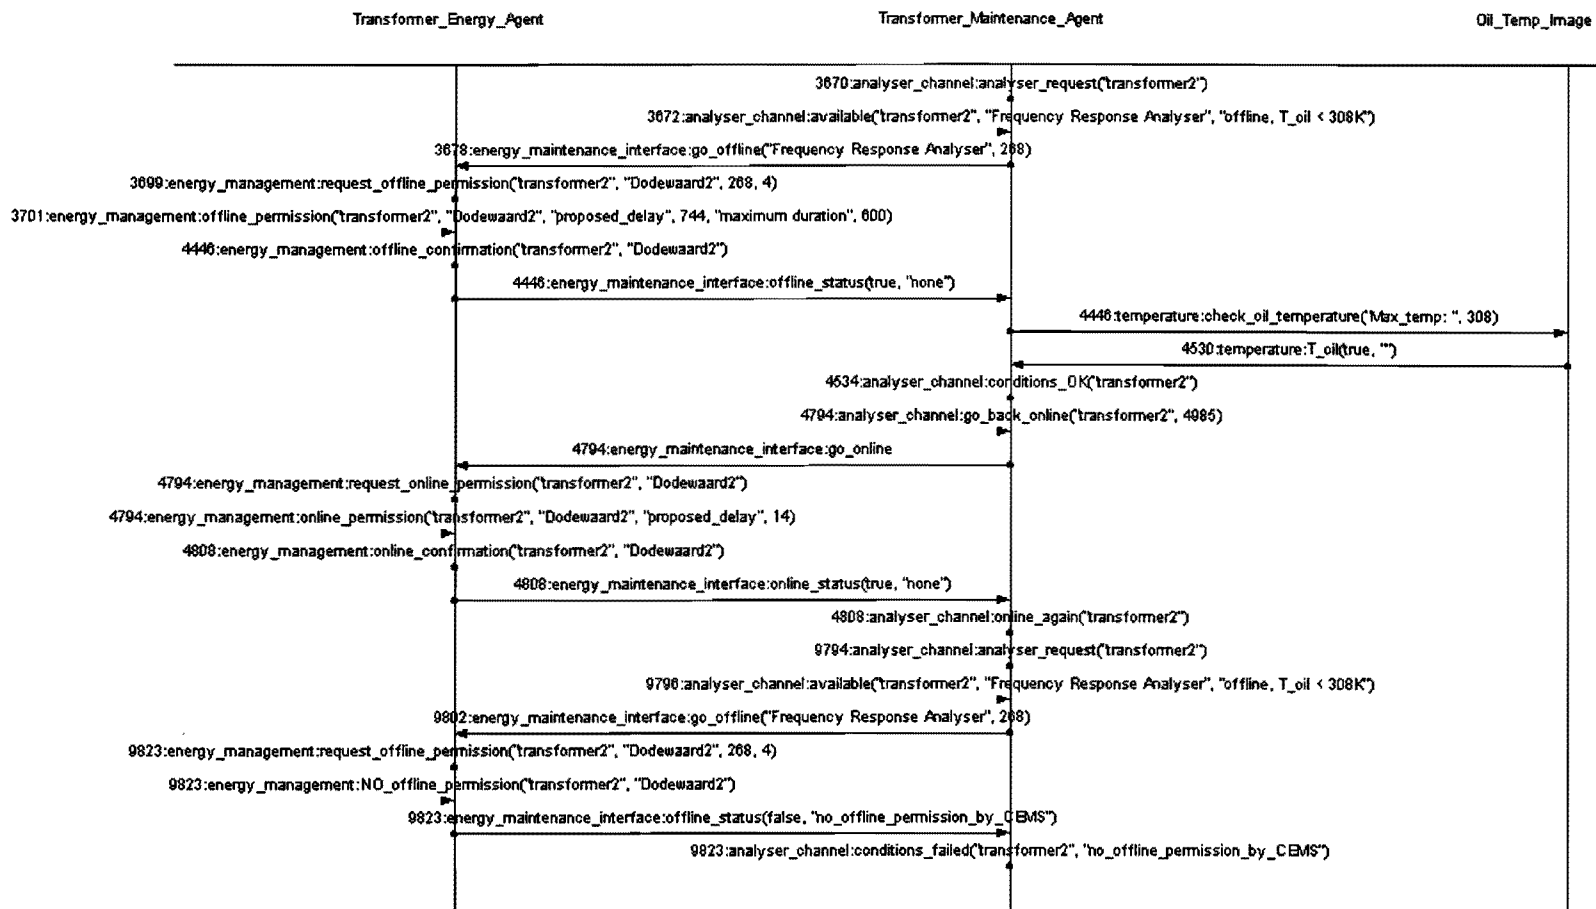 Transformer_Energy_Agent
Transformer_Maintenance_Agent
Oil_Temp_Image
3670:analyser_channel:analyser_request("transformer2")
3672:analyser_channel:available("transformer2", "Frequency Response Analyser", "offline, T_oil < 308K")
3678:energy_maintenance_interface:go_offline("Frequency Response Analyser", 268)
3699:energy_management:request_offline_permission("transformer2", "Dodewaard2", 268, 4)
3701:energy_management:offline_permission("transformer2", "Dodewaard2", "proposed_delay", 744, "maximum duration", 600)
4446:energy_management:offline_confirmation("transformer2", "Dodewaard2")
4446:energy_maintenance_interface:offline_status(true, "none")
4446:temperature:check_oil_temperature("Max_temp: ", 308)
4530:temperature:T_oil(true, "")
4534:analyser_channel:conditions_OK("transformer2")
4794:analyser_channel:go_back_online("transformer2", 4985)
4794:energy_maintenance_interface:go_online
4794:energy_management:request_online_permission("transformer2", "Dodewaard2")
4794:energy_management:online_permission("transformer2", "Dodewaard2", "proposed_delay", 14)
4808:energy_management:online_confirmation("transformer2", "Dodewaard2")
4808:energy_maintenance_interface:online_status(true, "none")
4808:analyser_channel:online_again("transformer2")
9794:analyser_channel:analyser_request("transformer2")
9796:analyser_channel:available("transformer2", "Frequency Response Analyser", "offline, T_oil < 308K")
9802:energy_maintenance_interface:go_offline("Frequency Response Analyser", 268)
9823:energy_management:request_offline_permission("transformer2", "Dodewaard2", 268, 4)
9823:energy_management:NO_offline_permission("transformer2", "Dodewaard2")
9823:energy_maintenance_interface:offline_status(false, "no_offline_permission_by_CEMS")
9823:analyser_channel:conditions_failed("transformer2", "no_offline_permission_by_CEMS")